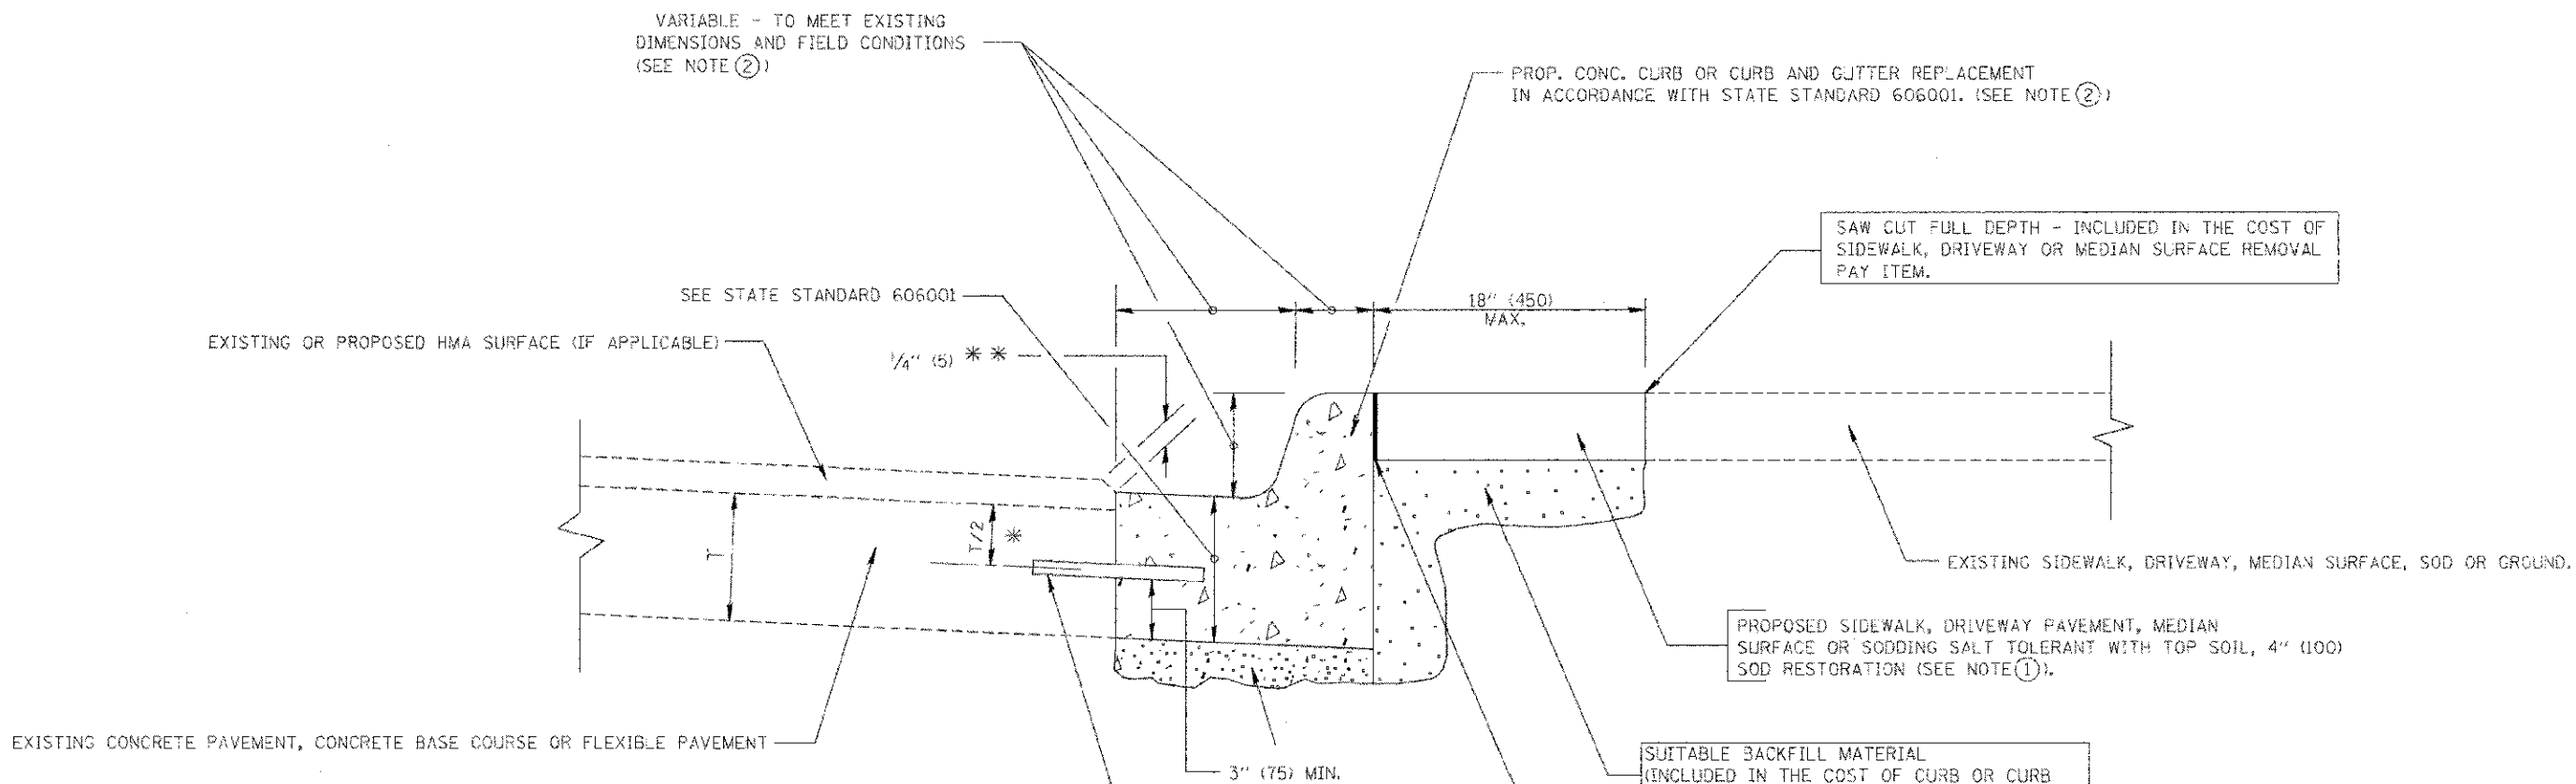 VARIABLE - TO MEET EXISTING
DIMENSIONS AND FIELD CONDITIONS
(SEE NOTE ②)
PROP. CONC. CURB OR CURB AND GUTTER REPLACEMENT
IN ACCORDANCE WITH STATE STANDARD 606001. (SEE NOTE ②)
SAW CUT FULL DEPTH - INCLUDED IN THE COST OF
SIDEWALK, DRIVEWAY OR MEDIAN SURFACE REMOVAL
PAY ITEM.
SEE STATE STANDARD 606001
18" (450)
MAX.
EXISTING OR PROPOSED HMA SURFACE (IF APPLICABLE)
1/4" (5) * *
T
T/2 *
EXISTING SIDEWALK, DRIVEWAY, MEDIAN SURFACE, SOD OR GROUND.
PROPOSED SIDEWALK, DRIVEWAY PAVEMENT, MEDIAN
SURFACE OR SODDING SALT TOLERANT WITH TOP SOIL, 4" (100)
SOD RESTORATION (SEE NOTE ①).
EXISTING CONCRETE PAVEMENT, CONCRETE BASE COURSE OR FLEXIBLE PAVEMENT
3" (75) MIN.
SUITABLE BACKFILL MATERIAL
(INCLUDED IN THE COST OF CURB OR CURB